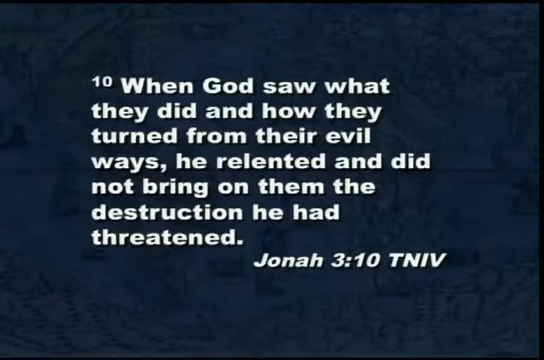 10 When God saw what
they did and how they
turned from their evil
ways, he relented and did
not bring on them the
destruction he had
threatened.
Jonah 3:10 TNIV